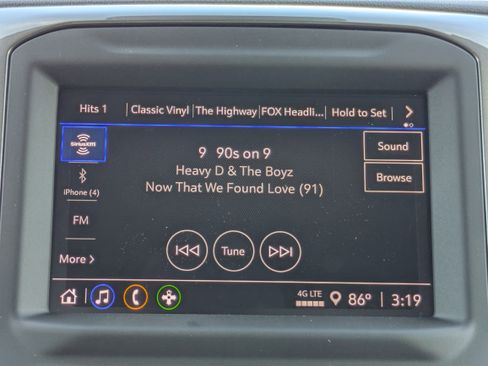 Hits 1 Classic Vinyl The Highway FOX Headli... Hold to Set
SiriusXM
9 90s on 9
Sound
Heavy D & The Boyz
Browse
iPhone (4)
Now That We Found Love (91)
FM
More
Tune
4G LTE
86° 3:19